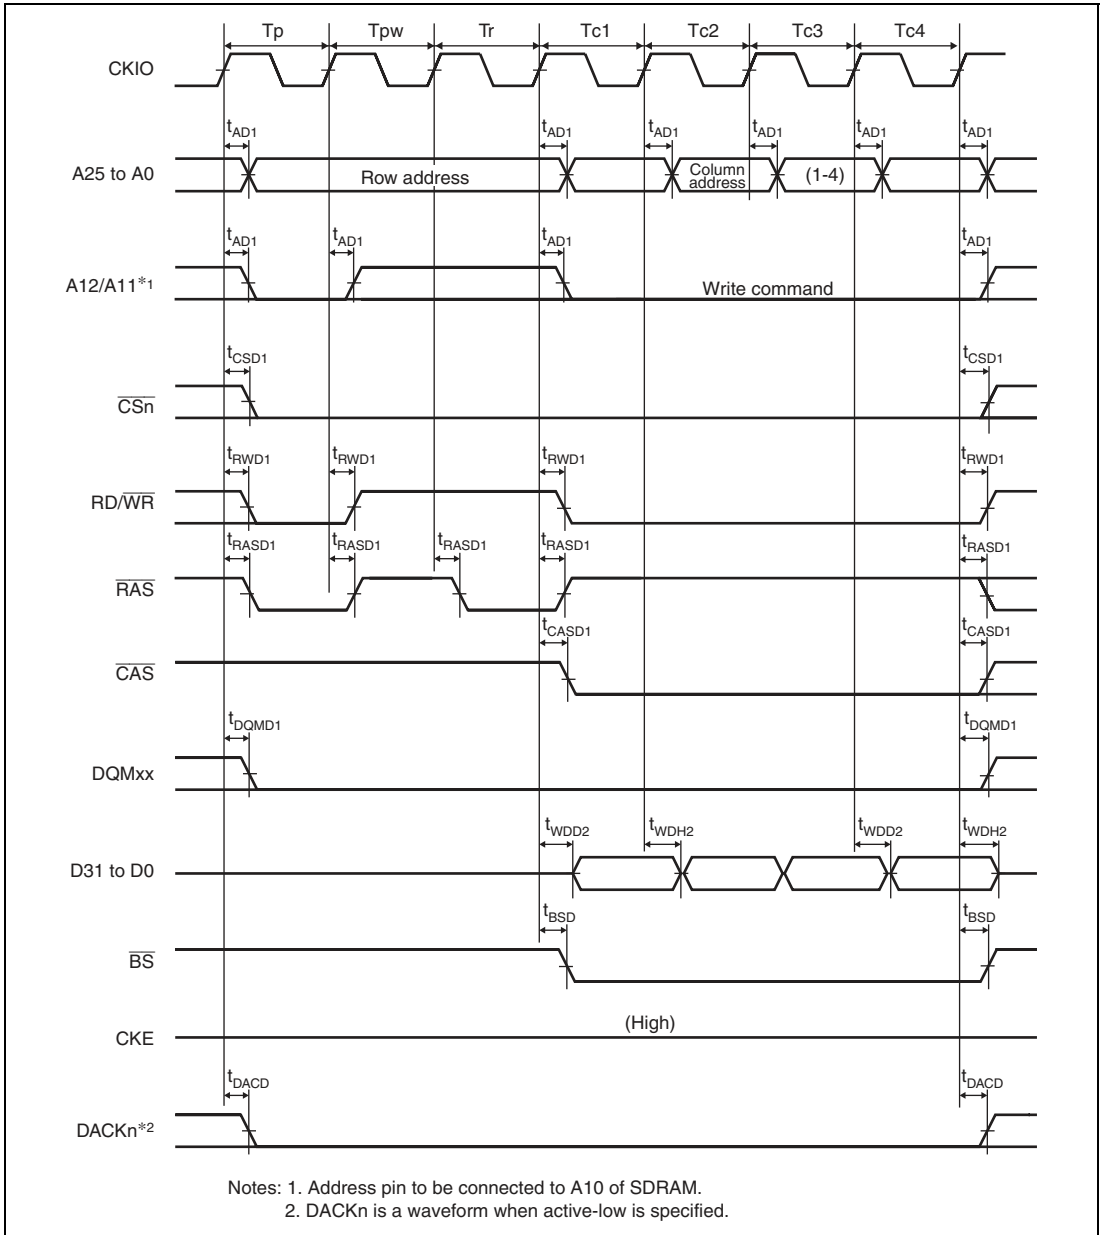 Tp Tpw Tr Tc1 Tc2 Tc3 Tc4
CKIO
tAD1 tAD1 tAD1 tAD1 tAD1 tAD1
A25 to A0 Row address Column address (1-4)
tAD1 tAD1 tAD1 tAD1
A12/A11*1 Write command
tCSD1 tCSD1
CSn
tRWD1 tRWD1 tRWD1 tRWD1
RD/WR
tRASD1 tRASD1 tRASD1 tRASD1 tRASD1
RAS
tCASD1 tCASD1
CAS
tDQMD1 tDQMD1
DQMxx
tWDD2 tWDH2 tWDD2 tWDH2
D31 to D0
tBSD tBSD
BS
(High)
CKE
tDACD tDACD
DACKn*2
Notes: 1. Address pin to be connected to A10 of SDRAM.
2. DACKn is a waveform when active-low is specified.